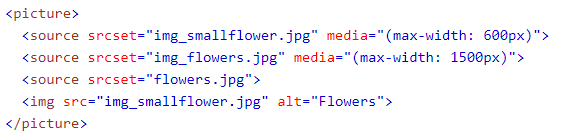 <picture>
  <source srcset="img_smallflower.jpg" media="(max-width: 600px)">
  <source srcset="img_flowers.jpg" media="(max-width: 1500px)">
  <source srcset="flowers.jpg">
  <img src="img_smallflower.jpg" alt="Flowers">
</picture>